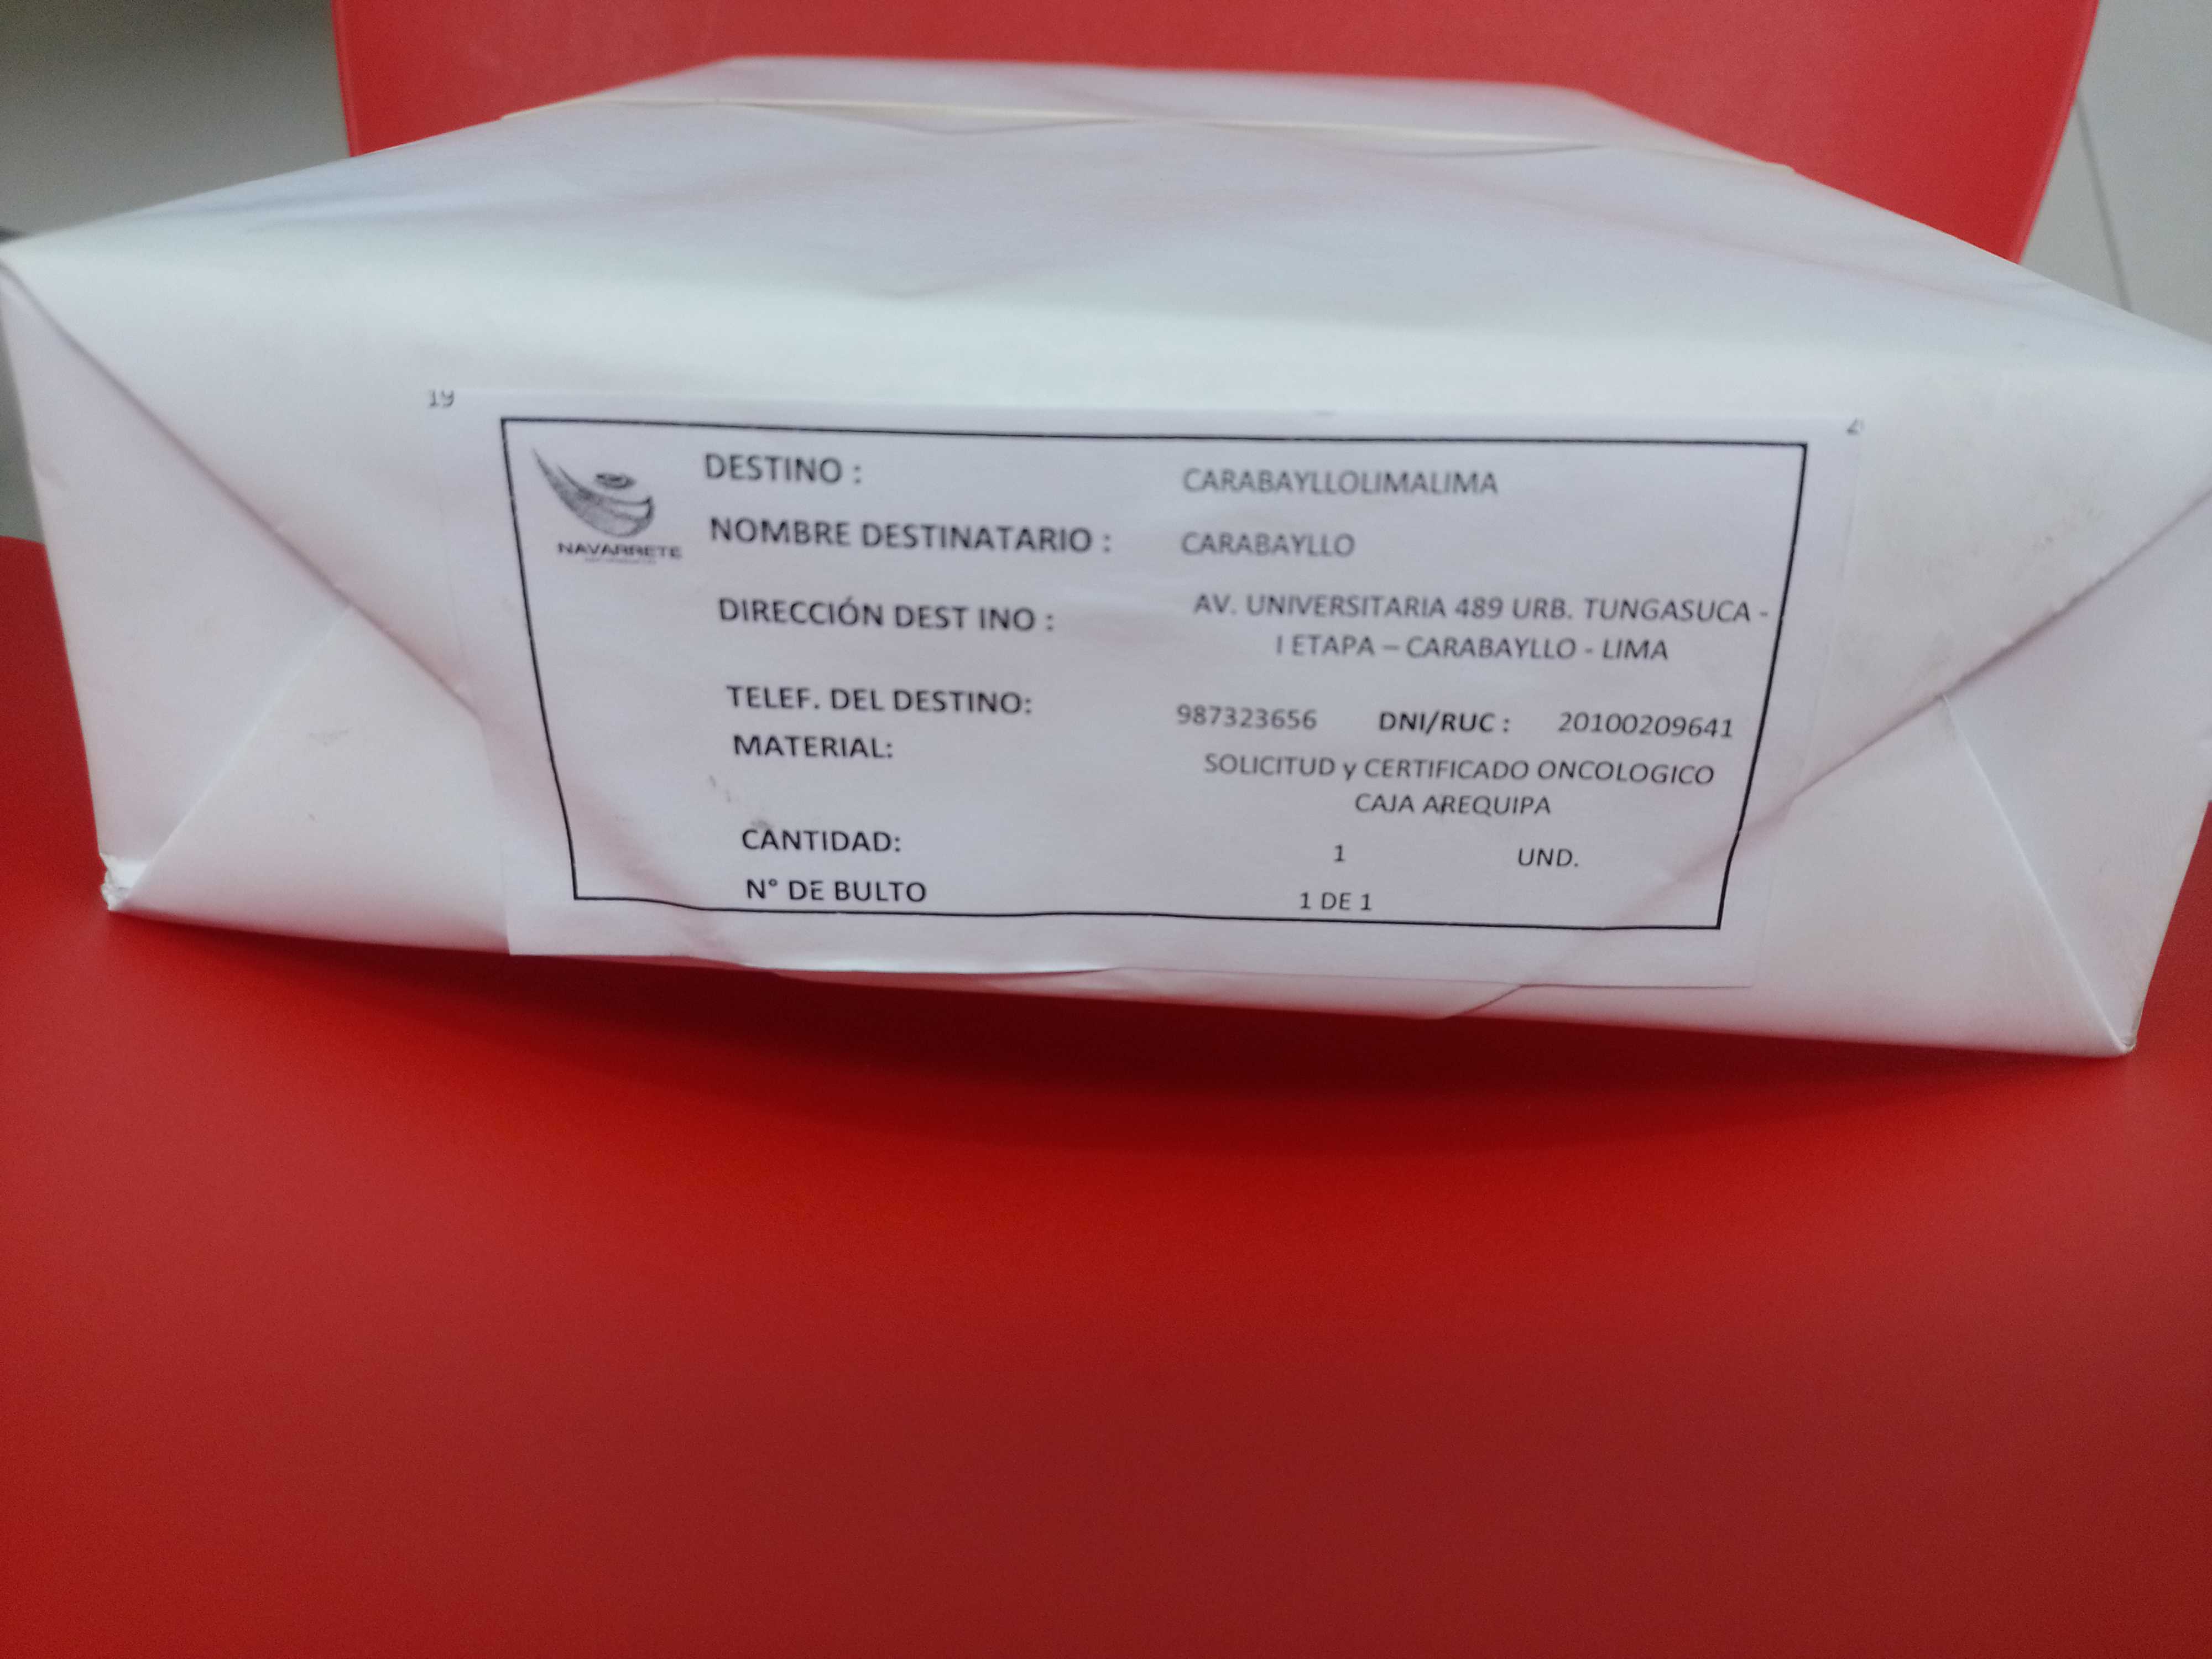 19
NAVARRETE
DESTINO : CARABAYLLOLIMALIMA
NOMBRE DESTINATARIO : CARABAYLLO
DIRECCIÓN DEST INO : AV. UNIVERSITARIA 489 URB. TUNGASUCA -
I ETAPA – CARABAYLLO - LIMA
TELEF. DEL DESTINO: 987323656 DNI/RUC : 20100209641
MATERIAL: SOLICITUD y CERTIFICADO ONCOLOGICO
CAJA AREQUIPA
CANTIDAD: 1 UND.
N° DE BULTO 1 DE 1